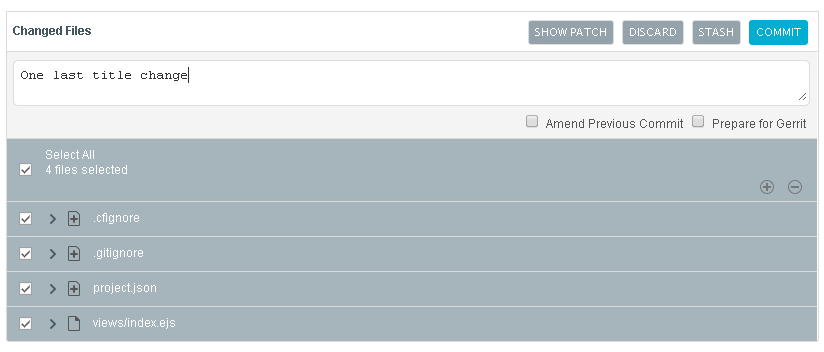 Changed Files
SHOW PATCH
DISCARD
STASH
COMMIT
One last title change
Amend Previous Commit
Prepare for Gerrit
Select All
4 files selected
.cfignore
.gitignore
project.json
views/index.ejs